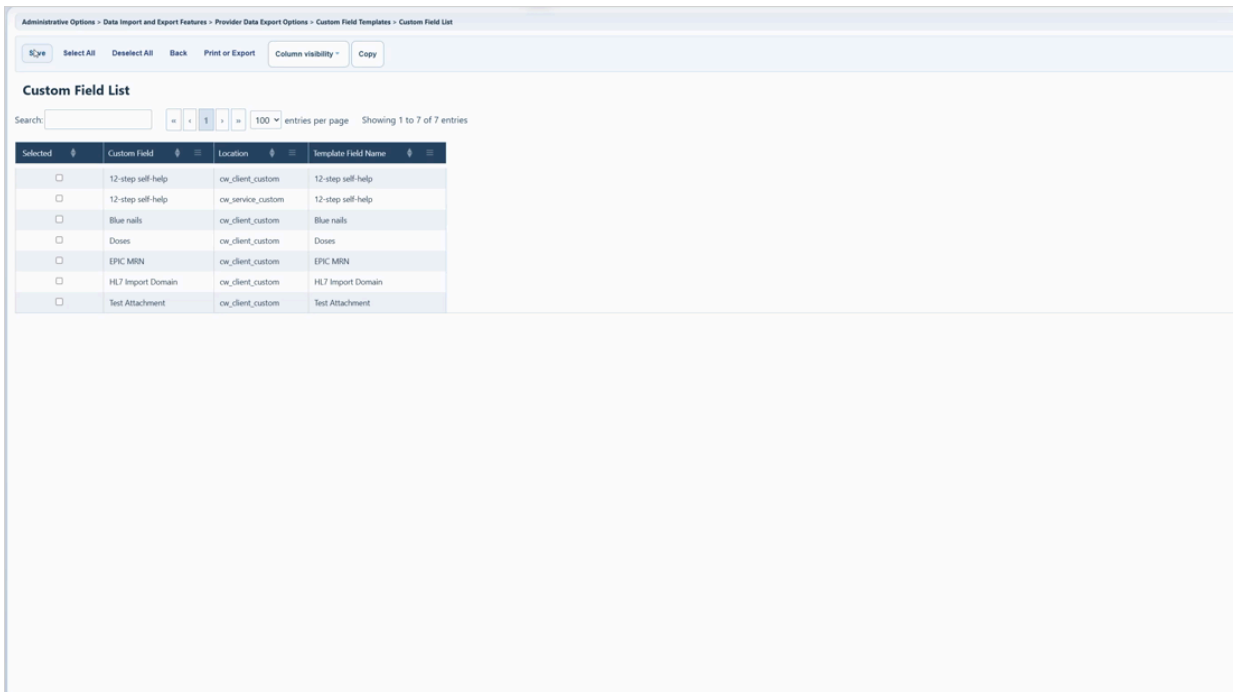 Administrative Options > Data Import and Export Features > Provider Data Export Options > Custom Field Templates > Custom Field List
Save Select All Deselect All Back Print or Export Column visibility Copy
Custom Field List
Search: « ‹ 1 › » 100 entries per page Showing 1 to 7 of 7 entries
Selected Custom Field Location Template Field Name
12-step self-help cw_client_custom 12-step self-help
12-step self-help cw_service_custom 12-step self-help
Blue nails cw_client_custom Blue nails
Doses cw_client_custom Doses
EPIC MRN cw_client_custom EPIC MRN
HL7 Import Domain cw_client_custom HL7 Import Domain
Test Attachment cw_client_custom Test Attachment